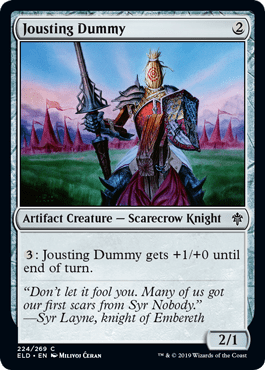 Jousting Dummy 2
Artifact Creature — Scarecrow Knight
3: Jousting Dummy gets +1/+0 until
end of turn.
"Don't let it fool you. Many of us got
our first scars from Syr Nobody."
—Syr Layne, knight of Embereth
2/1
224/269 C
ELD • EN Milivoj Ćeran
™ & © 2019 Wizards of the Coast